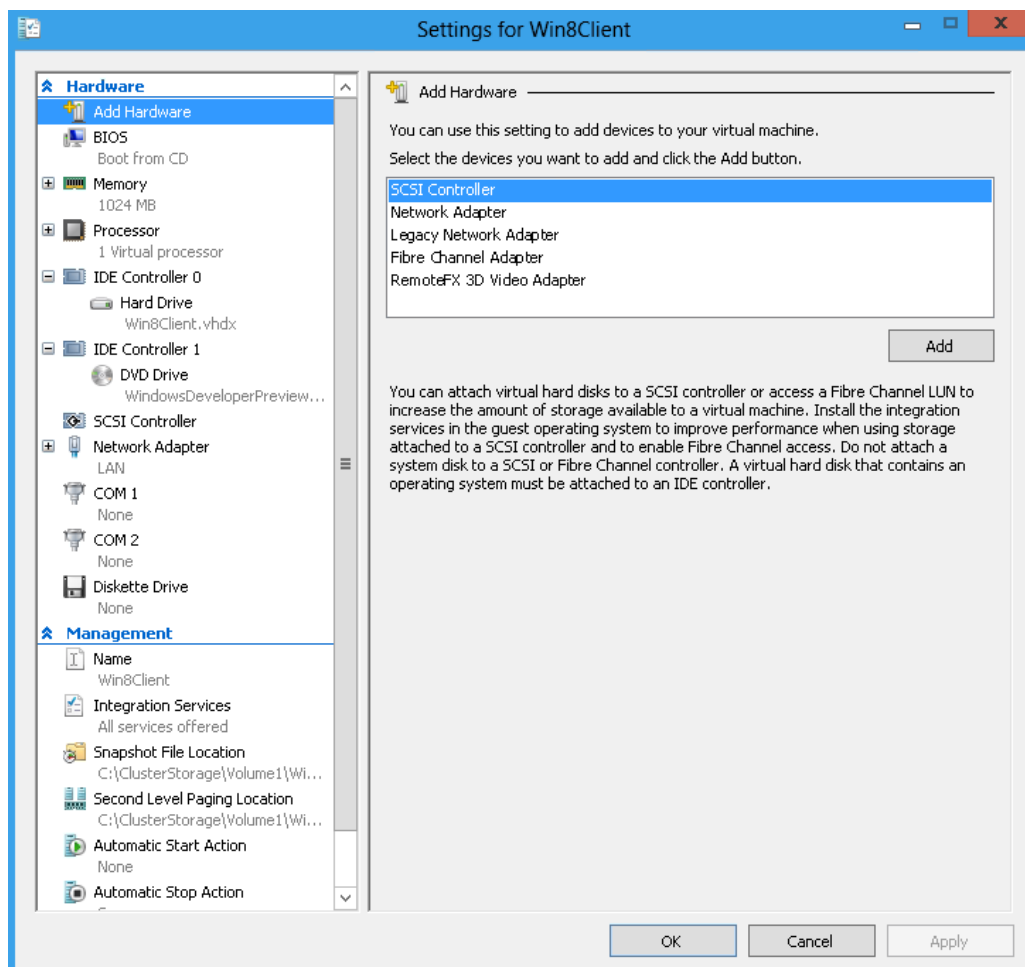 Settings for Win8Client
Hardware
Add Hardware
BIOS
Boot from CD
Memory
1024 MB
Processor
1 Virtual processor
IDE Controller 0
Hard Drive
Win8Client.vhdx
IDE Controller 1
DVD Drive
WindowsDeveloperPreview...
SCSI Controller
Network Adapter
LAN
COM 1
None
COM 2
None
Diskette Drive
None
Management
Name
Win8Client
Integration Services
All services offered
Snapshot File Location
C:\ClusterStorage\Volume1\Wi...
Second Level Paging Location
C:\ClusterStorage\Volume1\Wi...
Automatic Start Action
None
Automatic Stop Action
Add Hardware
You can use this setting to add devices to your virtual machine.
Select the devices you want to add and click the Add button.
SCSI Controller
Network Adapter
Legacy Network Adapter
Fibre Channel Adapter
RemoteFX 3D Video Adapter
Add
You can attach virtual hard disks to a SCSI controller or access a Fibre Channel LUN to
increase the amount of storage available to a virtual machine. Install the integration
services in the guest operating system to improve performance when using storage
attached to a SCSI controller and to enable Fibre Channel access. Do not attach a
system disk to a SCSI or Fibre Channel controller. A virtual hard disk that contains an
operating system must be attached to an IDE controller.
OK
Cancel
Apply